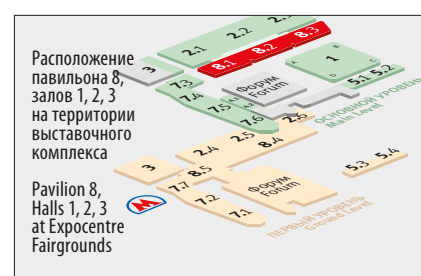 Расположение
павильона 8,
залов 1, 2, 3
на территории
выставочного
комплекса
Pavilion 8,
Halls 1, 2, 3
at Expocentre
Fairgrounds
2.1
2.2
8.1
8.2
8.3
3
7.3
7.4
7.5
7.6
Форум
Forum
1
A
B
C
D
5.1
5.2
ОСНОВНОЙ УРОВЕНЬ
Main Level
3
2.4
2.5
2.6
8.4
8.5
7.7
7.2
7.1
Форум
Forum
5.3
5.4
ПЕРВЫЙ УРОВЕНЬ
Ground Level